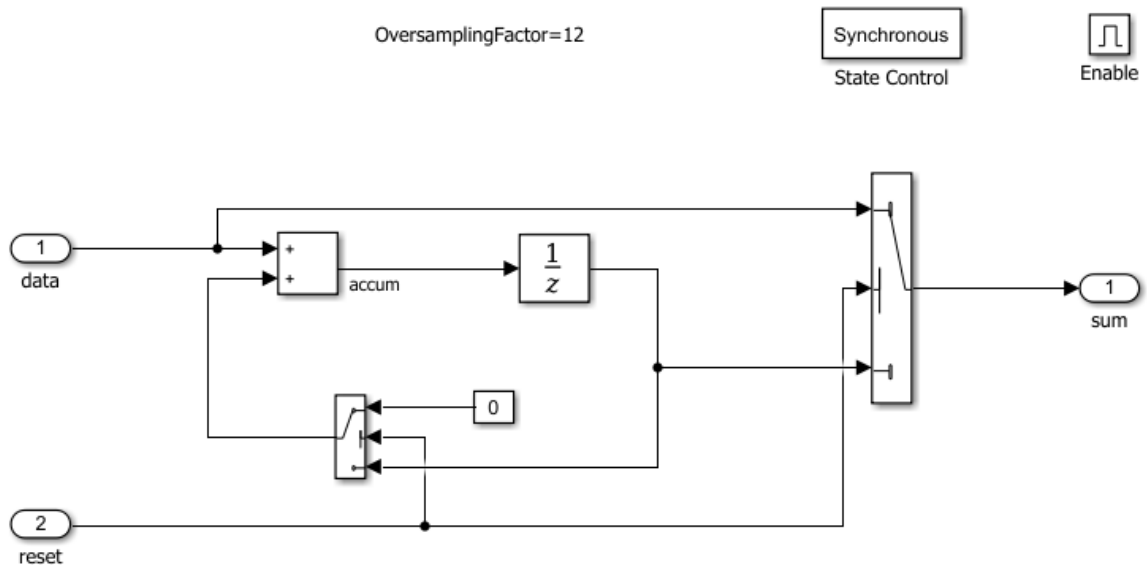 OversamplingFactor=12
Synchronous
State Control
Enable
1
data
+
+
accum
1
z
1
sum
0
2
reset